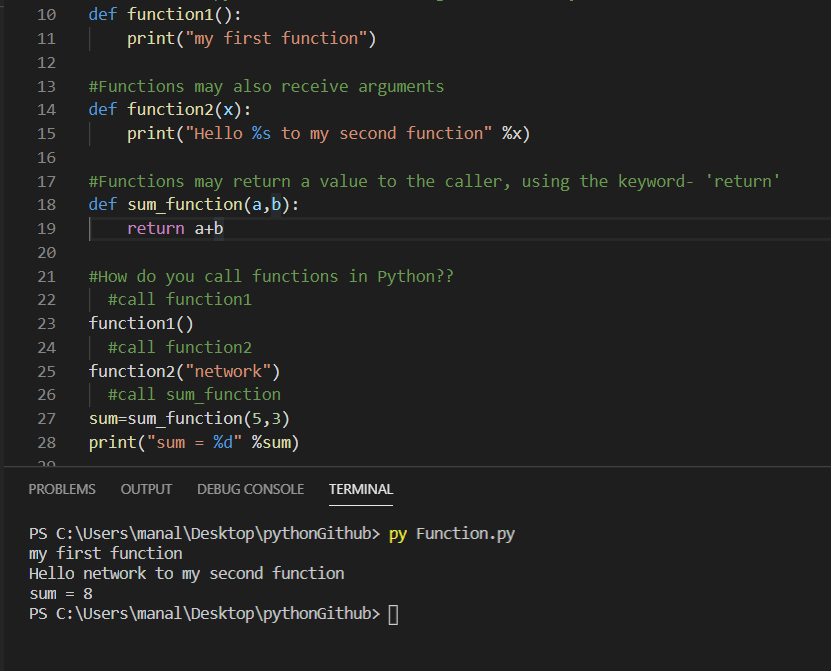 10 def function1():
11 print("my first function")
12
13 #Functions may also receive arguments
14 def function2(x):
15 print("Hello %s to my second function" %x)
16
17 #Functions may return a value to the caller, using the keyword- 'return'
18 def sum_function(a,b):
19 return a+b
20
21 #How do you call functions in Python??
22 #call function1
23 function1()
24 #call function2
25 function2("network")
26 #call sum_function
27 sum=sum_function(5,3)
28 print("sum = %d" %sum)
PROBLEMS OUTPUT DEBUG CONSOLE TERMINAL
PS C:\Users\manal\Desktop\pythonGithub> py Function.py
my first function
Hello network to my second function
sum = 8
PS C:\Users\manal\Desktop\pythonGithub>